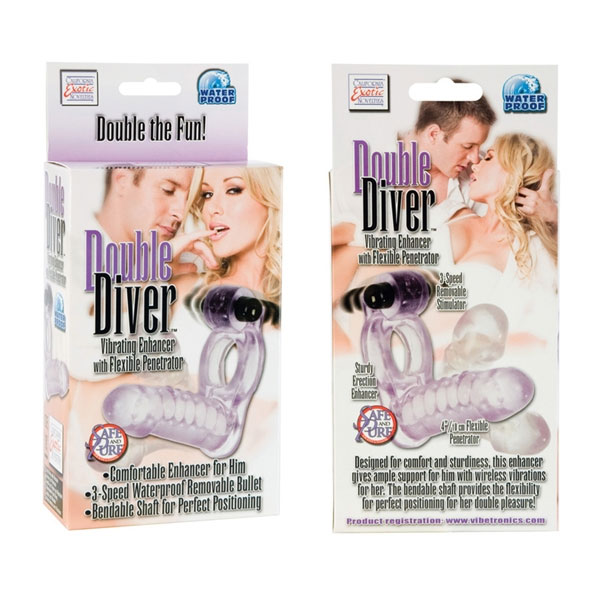 CALIFORNIA
Exotic
NOVELTIES
WATER
PROOF
Double the Fun!
Double
Diver™
Vibrating Enhancer
with Flexible Penetrator
SAFE
AND
PURE
• Comfortable Enhancer for Him
• 3-Speed Waterproof Removable Bullet
• Bendable Shaft for Perfect Positioning
CALIFORNIA
Exotic
NOVELTIES
WATER
PROOF
Double
Diver™
Vibrating Enhancer
with Flexible Penetrator
3-Speed
Removable
Stimulator
Sturdy
Erection
Enhancer
Flexible
Penetrator
SAFE
AND
PURE
Designed for comfort and sturdiness, this enhancer
gives ample support for him with wireless vibrations
for her. The bendable shaft provides the flexibility
for perfect positioning for her double pleasure!
Product registration: www.vibetronics.com